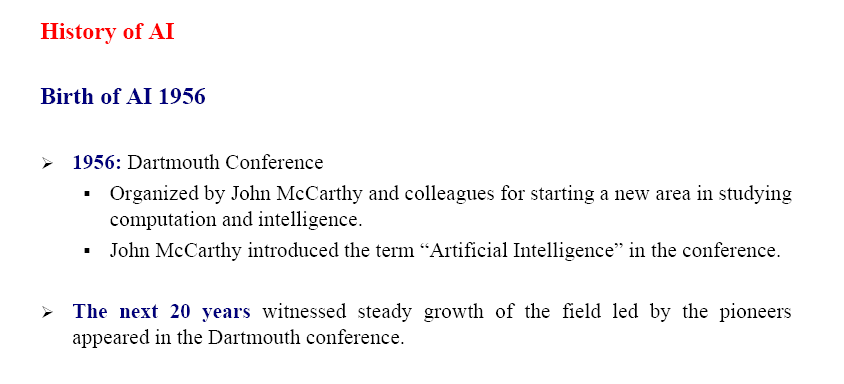 History of AI
Birth of AI 1956
➢ 1956: Dartmouth Conference
▪ Organized by John McCarthy and colleagues for starting a new area in studying
computation and intelligence.
▪ John McCarthy introduced the term “Artificial Intelligence” in the conference.
➢ The next 20 years witnessed steady growth of the field led by the pioneers
appeared in the Dartmouth conference.